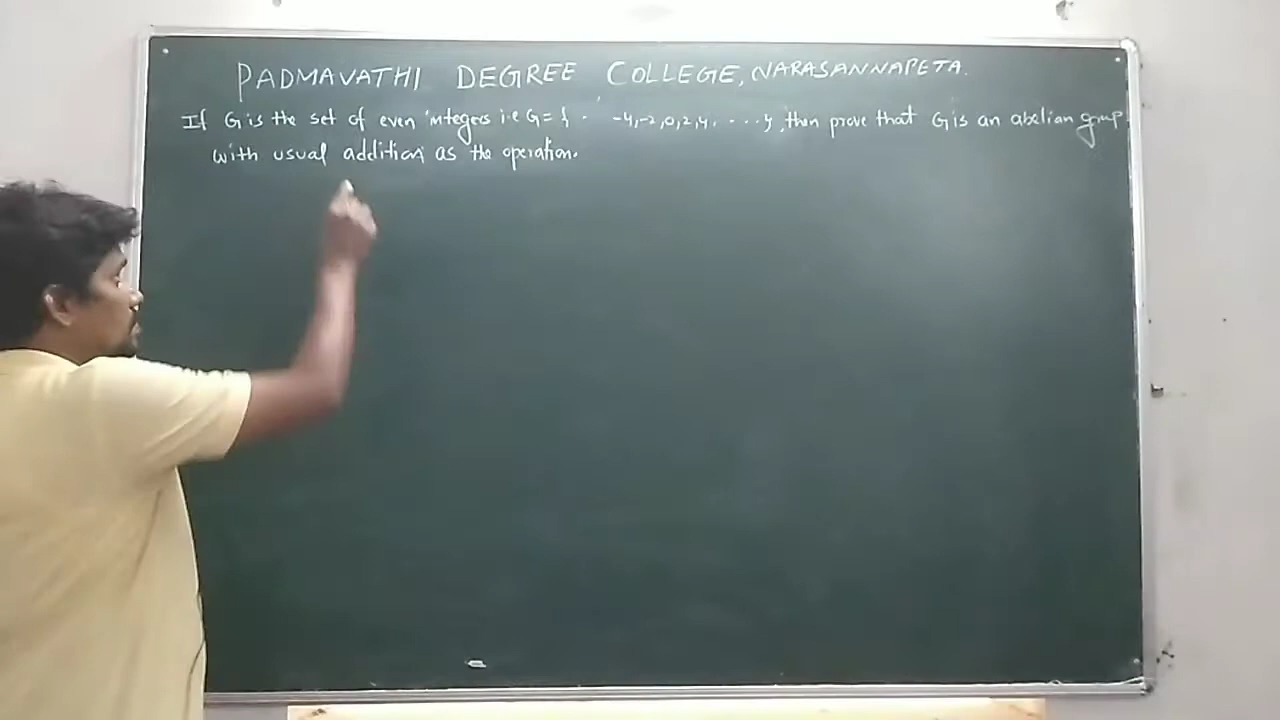 PADMAVATHI DEGREE COLLEGE, NARASANNAPETA.
If G is the set of even integers i.e G = { . . -4,-2,0,2,4, . ... }, then prove that G is an abelian group
with usual addition as the operation.